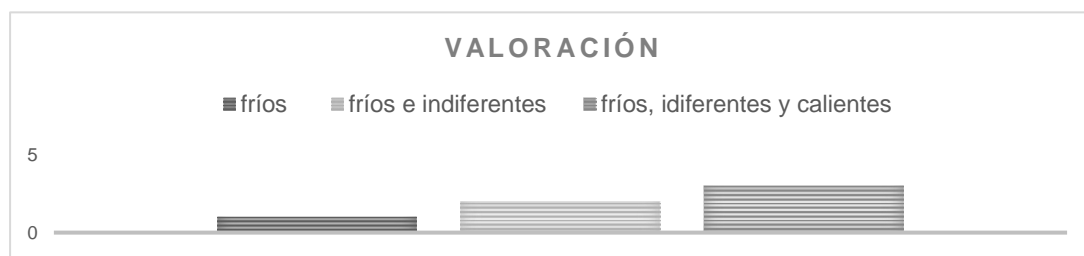 VALORACIÓN
fríos fríos e indiferentes fríos, idiferentes y calientes
5
0